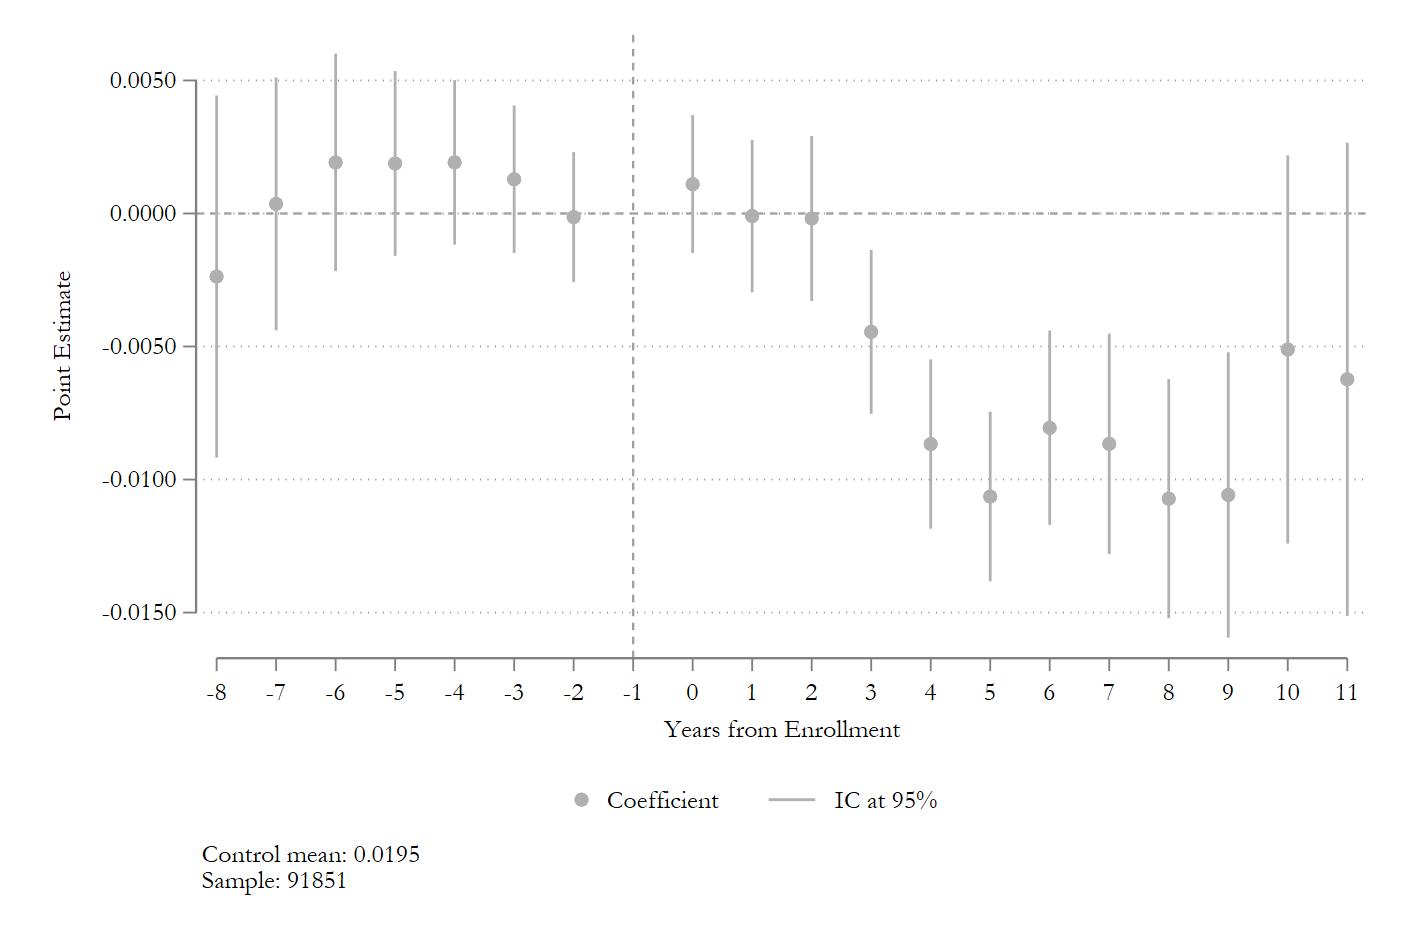 0.0050
0.0000
-0.0050
-0.0100
-0.0150
Point Estimate
-8 -7 -6 -5 -4 -3 -2 -1 0 1 2 3 4 5 6 7 8 9 10 11
Years from Enrollment
Coefficient IC at 95%
Control mean: 0.0195
Sample: 91851